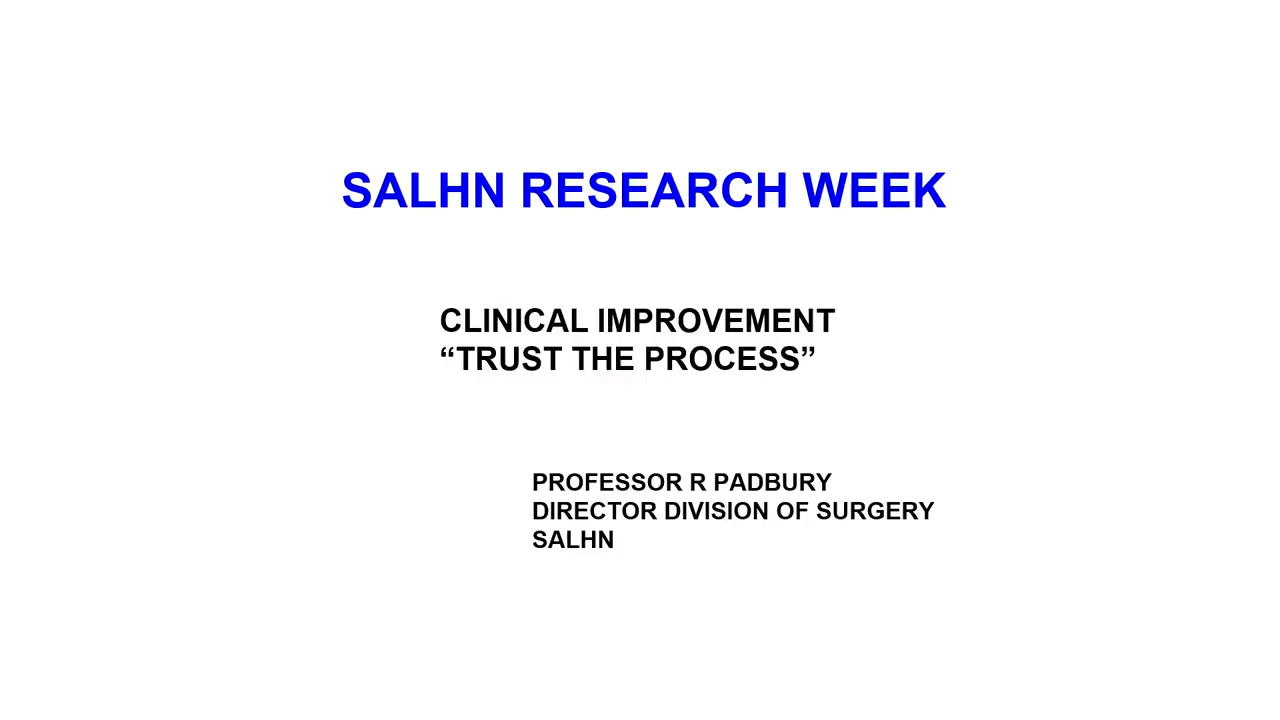 SALHN RESEARCH WEEK
CLINICAL IMPROVEMENT
“TRUST THE PROCESS”
PROFESSOR R PADBURY
DIRECTOR DIVISION OF SURGERY
SALHN